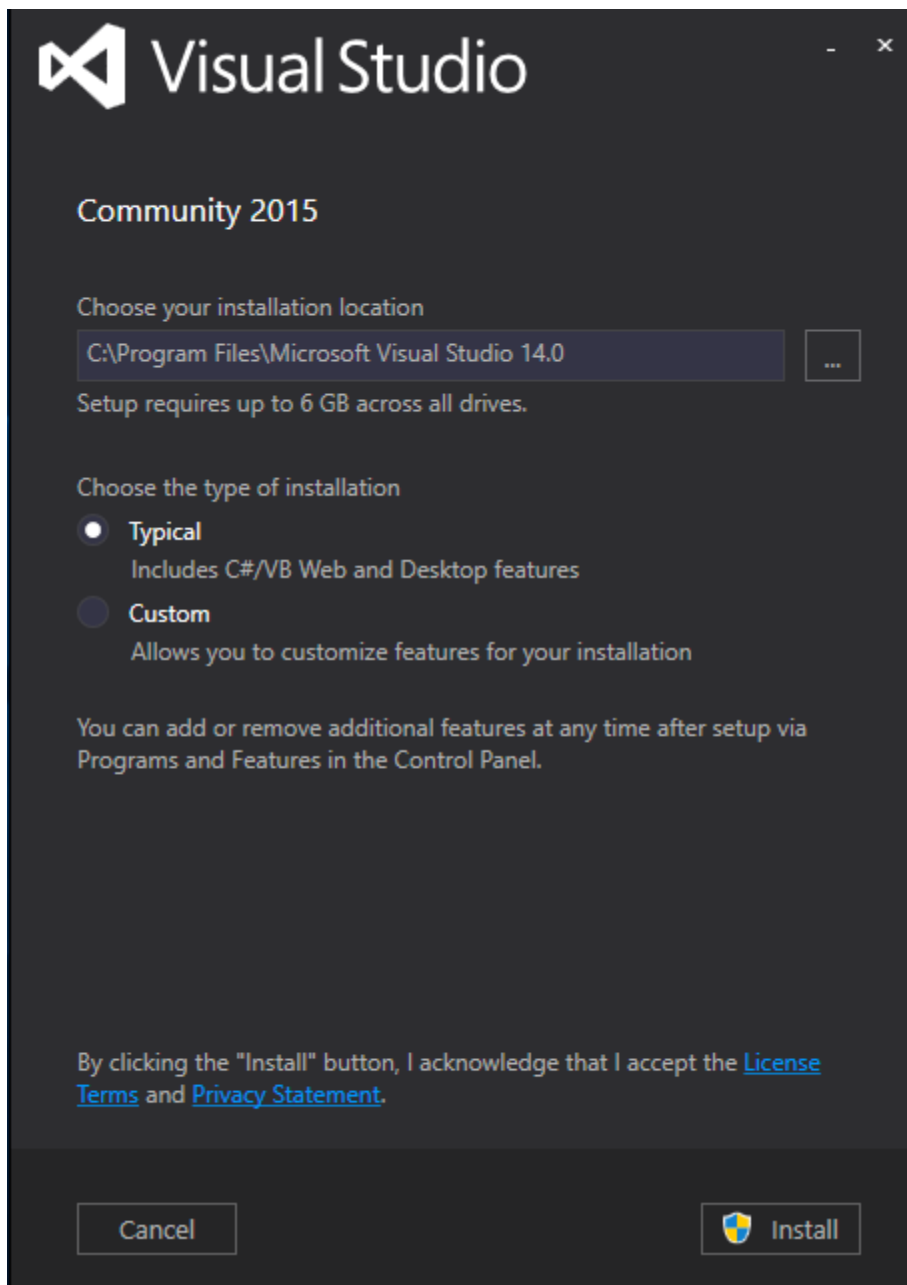 Visual Studio
Community 2015
Choose your installation location
C:\Program Files\Microsoft Visual Studio 14.0
...
Setup requires up to 6 GB across all drives.
Choose the type of installation
Typical
Includes C#/VB Web and Desktop features
Custom
Allows you to customize features for your installation
You can add or remove additional features at any time after setup via
Programs and Features in the Control Panel.
By clicking the "Install" button, I acknowledge that I accept the License
Terms and Privacy Statement.
Cancel
Install